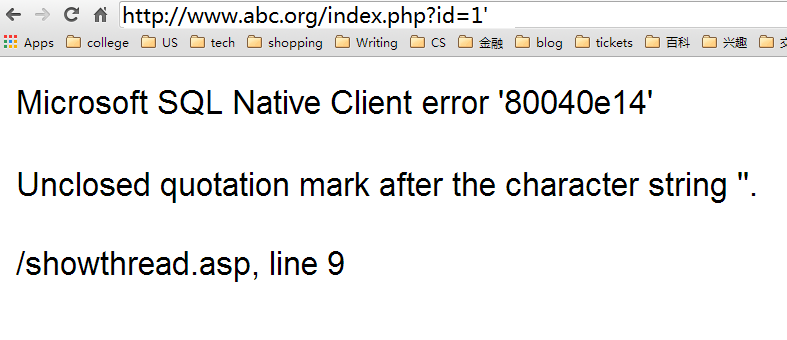 http://www.abc.org/index.php?id=1'
Apps college US tech shopping Writing CS 金融 blog tickets 百科 兴趣
Microsoft SQL Native Client error '80040e14'
Unclosed quotation mark after the character string ''.
/showthread.asp, line 9